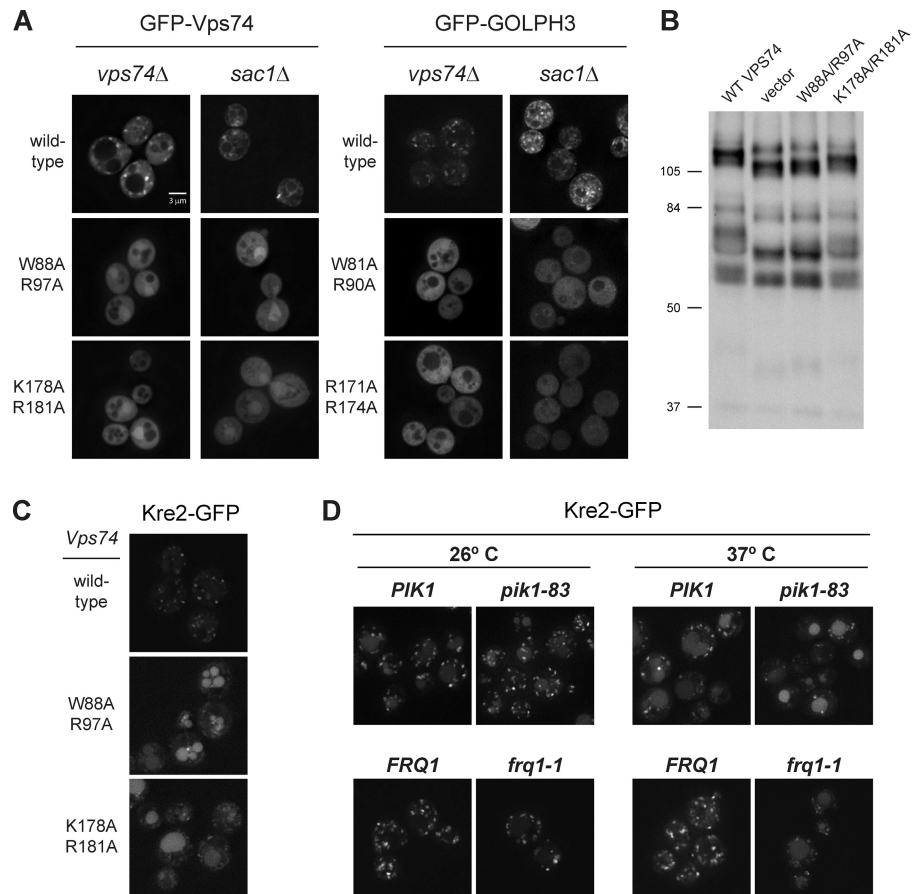 A
GFP-Vps74
GFP-GOLPH3
vps74Δ
sac1Δ
vps74Δ
sac1Δ
wild-
type
3 μm
wild-
type
W88A
R97A
W81A
R90A
K178A
R181A
R171A
R174A
B
WT VPS74
vector
W88A/R97A
K178A/R181A
105
84
50
37
C
Kre2-GFP
Vps74
wild-
type
W88A
R97A
K178A
R181A
D
Kre2-GFP
26º C
37º C
PIK1
pik1-83
PIK1
pik1-83
FRQ1
frq1-1
FRQ1
frq1-1